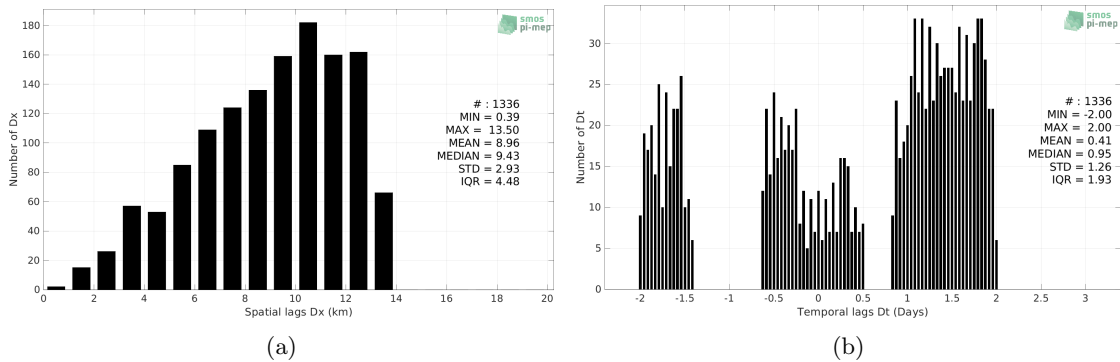 smos
pi-mep
180
160
140
120
100
80
60
40
20
0
Number of Dx
# : 1336
MIN = 0.39
MAX = 13.50
MEAN = 8.96
MEDIAN = 9.43
STD = 2.93
IQR = 4.48
0 2 4 6 8 10 12 14 16 18 20
Spatial lags Dx (km)
(a)
smos
pi-mep
30
25
20
15
10
5
0
Number of Dt
# : 1336
MIN = -2.00
MAX = 2.00
MEAN = 0.41
MEDIAN = 0.95
STD = 1.26
IQR = 1.93
-2 -1.5 -1 -0.5 0 0.5 1 1.5 2 2.5 3
Temporal lags Dt (Days)
(b)